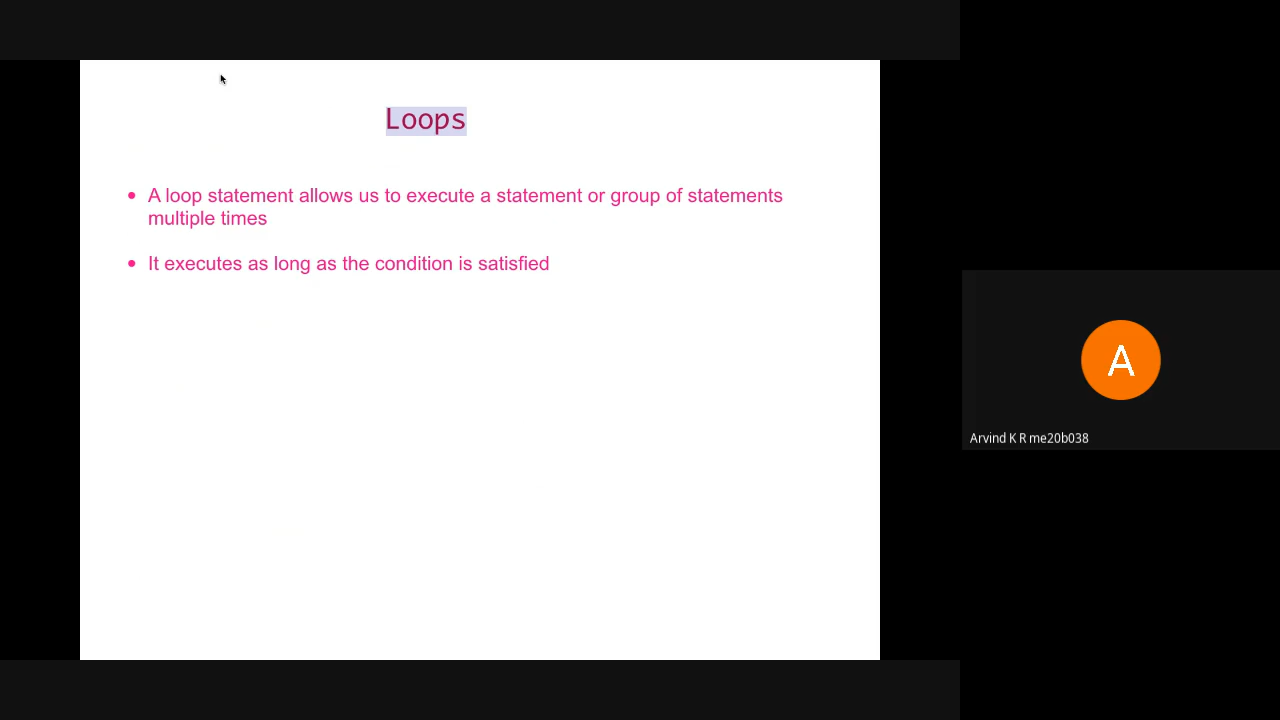 Loops
• A loop statement allows us to execute a statement or group of statements
multiple times
• It executes as long as the condition is satisfied
A
Arvind K R me20b038